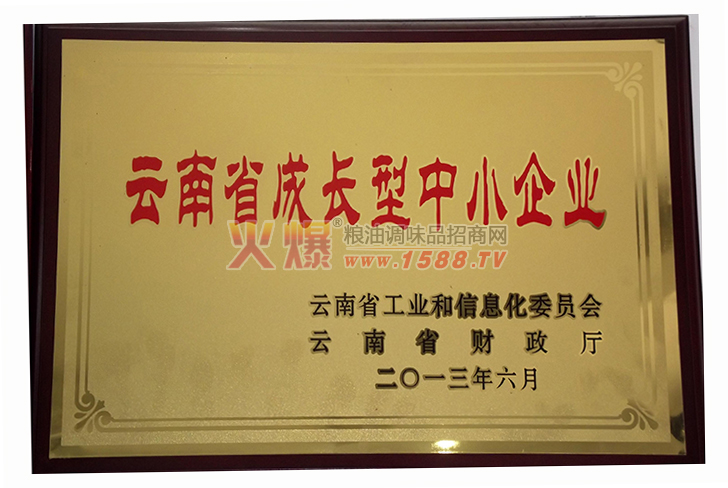 云南省成长型中小企业
火爆®粮油调味品招商网
www.1588.TV
云南省工业和信息化委员会
云南省财政厅
二〇一三年六月